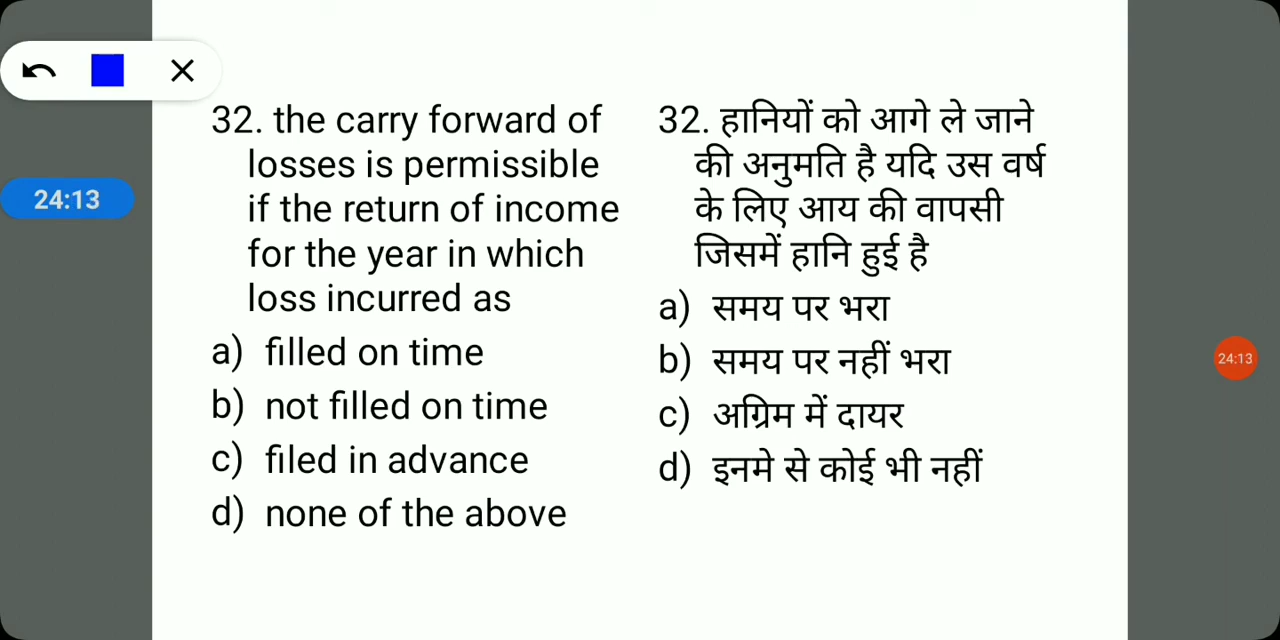 24:13
32. the carry forward of
losses is permissible
if the return of income
for the year in which
loss incurred as
a) filled on time
b) not filled on time
c) filed in advance
d) none of the above
32. हानियों को आगे ले जाने
की अनुमति है यदि उस वर्ष
के लिए आय की वापसी
जिसमें हानि हुई है
a) समय पर भरा
b) समय पर नहीं भरा
c) अग्रिम में दायर
d) इनमे से कोई भी नहीं
24:13